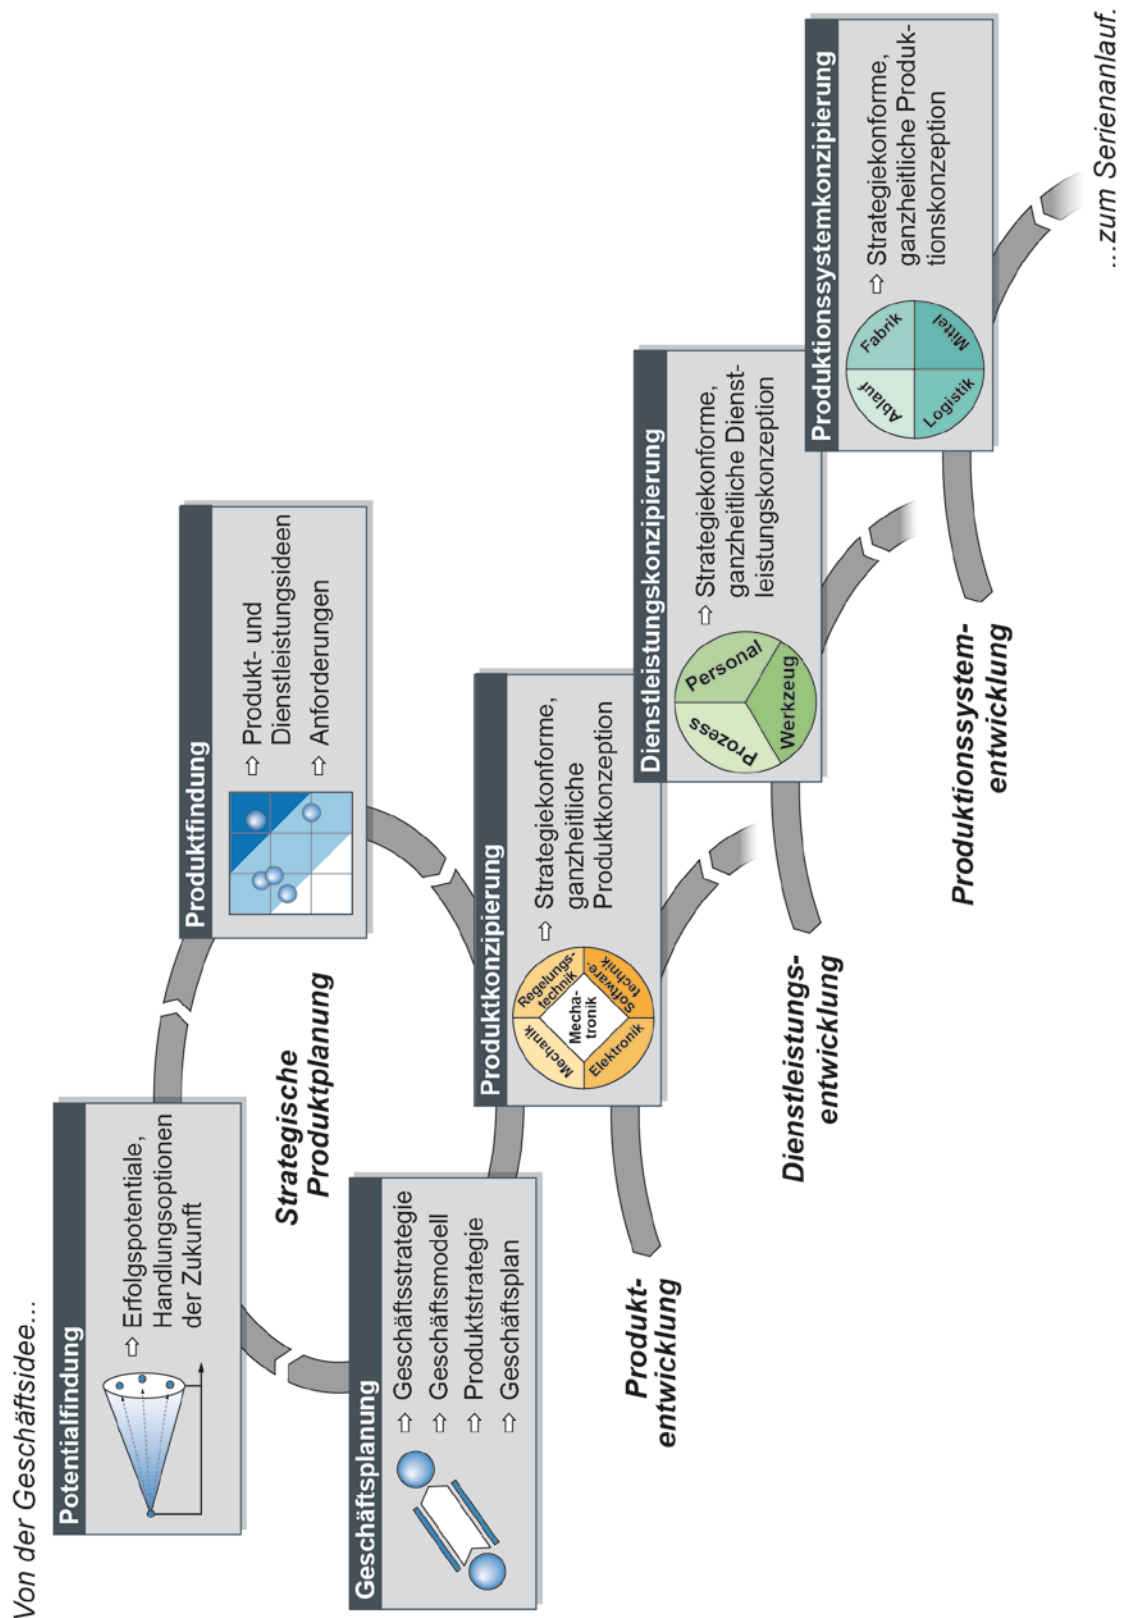 Von der Geschäftsidee...
Potentialfindung
⇨ Erfolgspotentiale,
Handlungsoptionen
der Zukunft
Produktfindung
⇨ Produkt- und
Dienstleistungsideen
⇨ Anforderungen
Strategische
Produktplanung
Geschäftsplanung
⇨ Geschäftsstrategie
⇨ Geschäftsmodell
⇨ Produktstrategie
⇨ Geschäftsplan
Produktkonzipierung
Mechanik
Regelungs-
technik
Mecha-
tronik
Elektronik
Software-
technik
⇨ Strategiekonforme,
ganzheitliche
Produktkonzeption
Produkt-
entwicklung
Dienstleistungskonzipierung
Prozess
Personal
Werkzeug
⇨ Strategiekonforme,
ganzheitliche Dienst-
leistungskonzeption
Dienstleistungs-
entwicklung
Produktionssystemkonzipierung
Ablauf
Fabrik
Logistik
Mittel
⇨ Strategiekonforme,
ganzheitliche Produk-
tionskonzeption
Produktionssystem-
entwicklung
...zum Serienanlauf.